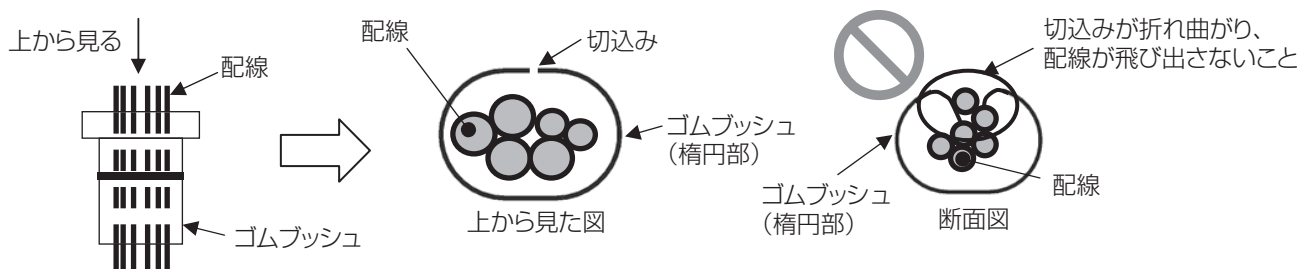 上から見る
配線
ゴムブッシュ
配線
切込み
ゴムブッシュ
（楕円部）
上から見た図
切込みが折れ曲がり、
配線が飛び出さないこと
ゴムブッシュ
（楕円部）
配線
断面図